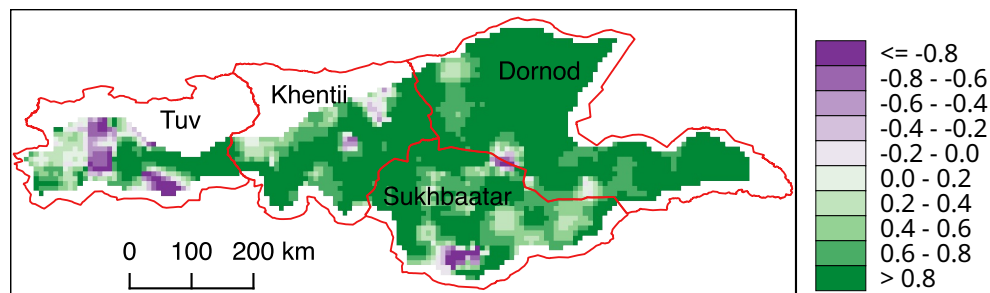 Dornod
Khentii
Tuv
Sukhbaatar
0 100 200 km
<= -0.8
-0.8 - -0.6
-0.6 - -0.4
-0.4 - -0.2
-0.2 - 0.0
0.0 - 0.2
0.2 - 0.4
0.4 - 0.6
0.6 - 0.8
> 0.8